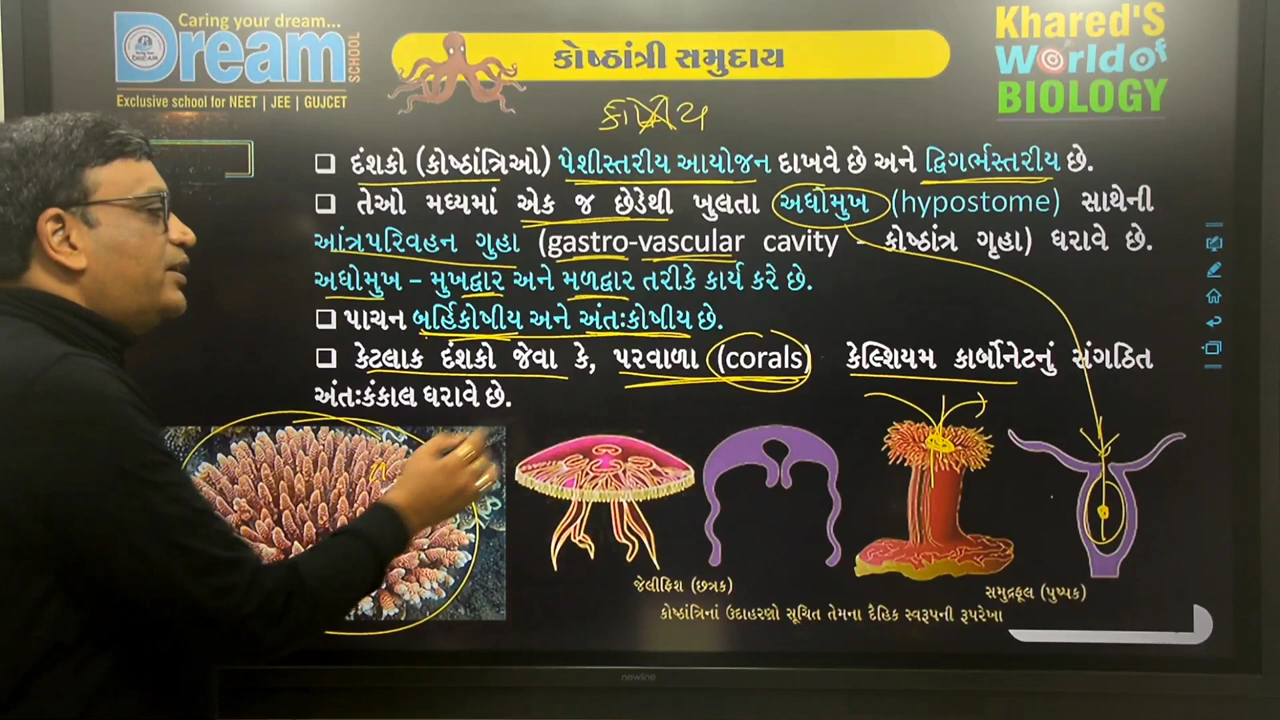 Caring your dream...
Dream SCHOOL
Exclusive school for NEET | JEE | GUJCET
કોષ્ઠાંત્રી સમુદાય
Khared'S
World of
BIOLOGY
❑ દંશકો (કોષ્ઠાંત્રિઓ) પેશીસ્તરીય આયોજન દાખવે છે અને દ્વિગર્ભસ્તરીય છે.
❑ તેઓ મધ્યમાં એક જ છેડેથી ખુલતા અધોમુખ (hypostome) સાથેની
આંત્રપરિવહન ગુહા (gastro-vascular cavity - કોષ્ઠાંત્ર ગૃહા) ધરાવે છે.
અધોમુખ – મુખદ્વાર અને મળદ્વાર તરીકે કાર્ય કરે છે.
❑ પાચન બર્હિકોષીય અને અંતઃકોષીય છે.
❑ કેટલાક દંશકો જેવા કે, પરવાળા (corals) કેલ્શિયમ કાર્બોનેટનું સંગઠિત
અંતઃકંકાલ ધરાવે છે.
જેલીફિશ (છત્રક)
સમુદ્રફૂલ (પુષ્પક)
કોષ્ઠાંત્રિનાં ઉદાહરણો સૂચિત તેમના દૈહિક સ્વરૂપની રૂપરેખા
newline